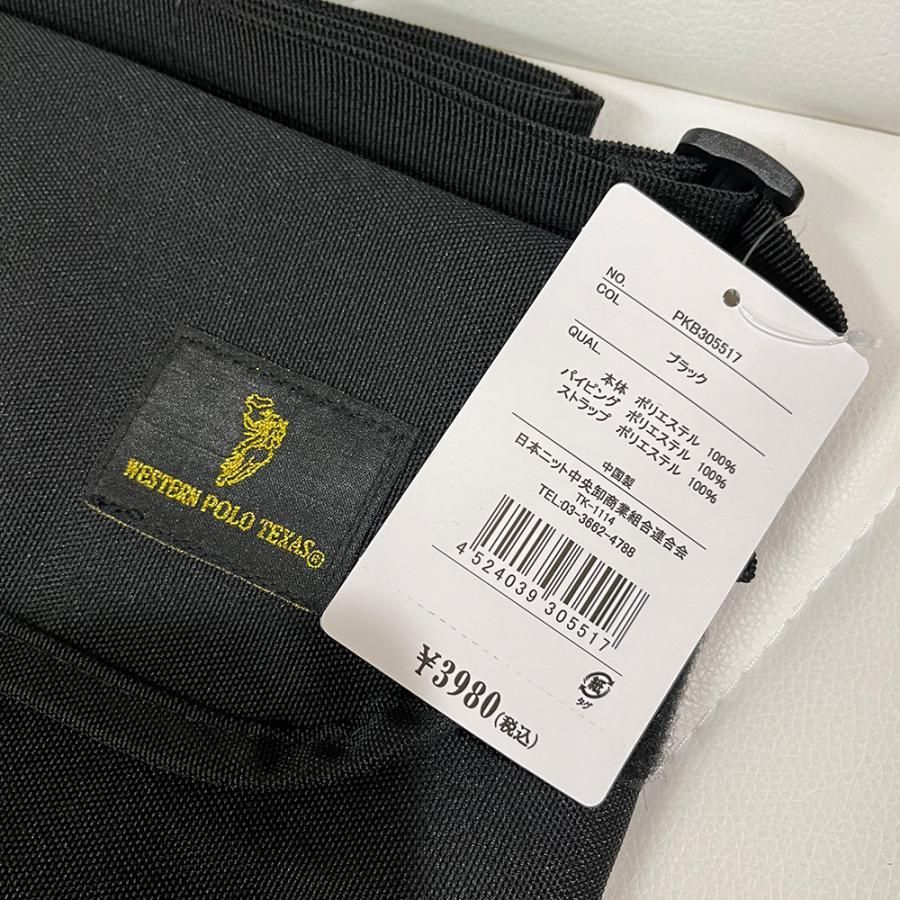 WESTERN POLO TEXAS®
NO. PKB305517
COL ブラック
QUAL.
本体 ポリエステル 100%
パイピング ポリエステル 100%
ストラップ ポリエステル 100%
中国製
日本ニット中央卸商業組合連合会
TK-1114
TEL:03-3662-4788
4 524039 305517
紙
タグ
¥3980(税込)